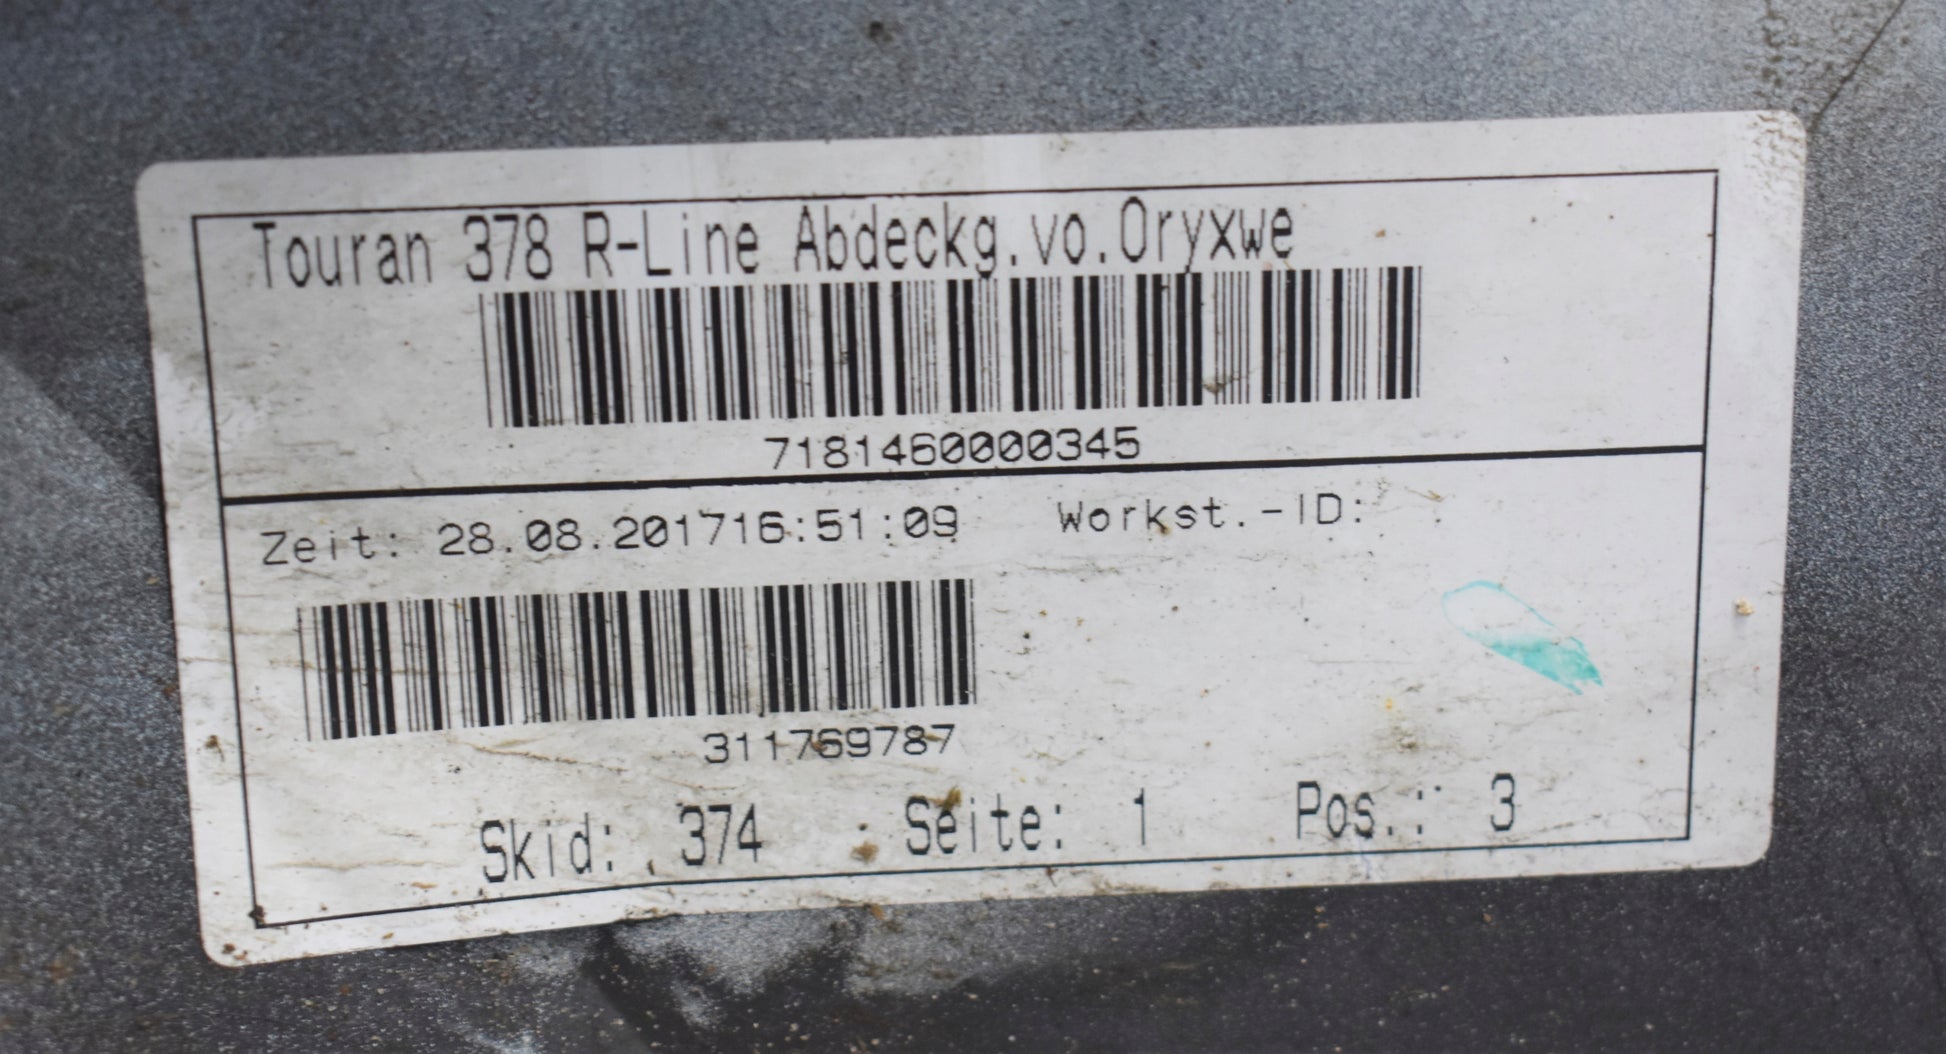 Touran 378 R-Line Abdeckg.vo.Oryxwe
7181460000345
Zeit: 28.08.201716:51:09 Workst.-ID:
311769787
Skid: 374 Seite: 1 Pos.: 3